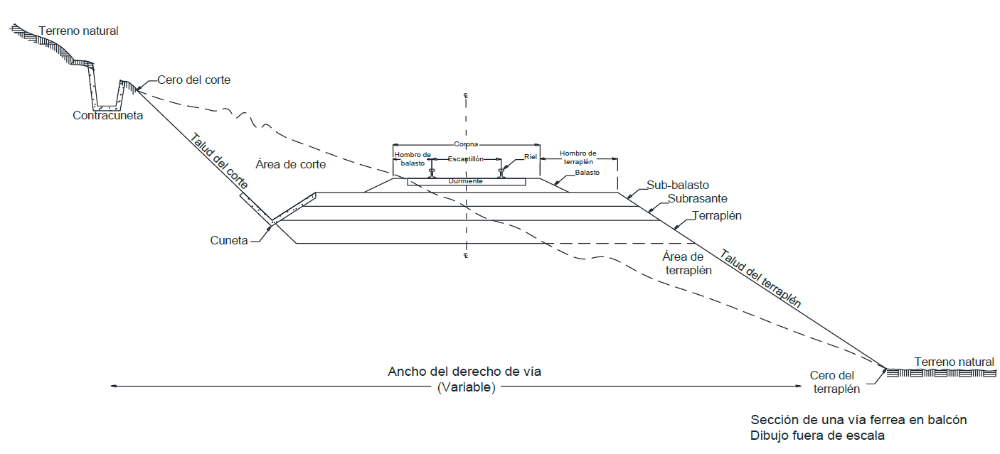 Terreno natural
Cero del corte
Contracuneta
℄
Talud del corte
Área de corte
Corona
Hombro de
balasto
Escantillón
Riel
Hombro de
terraplén
Balasto
Durmiente
Sub-balasto
Subrasante
Terraplén
Cuneta
℄
Área de
terraplén
Talud del terraplén
Terreno natural
Cero del
terraplén
Ancho del derecho de vía
(Variable)
Sección de una vía ferrea en balcón
Dibujo fuera de escala